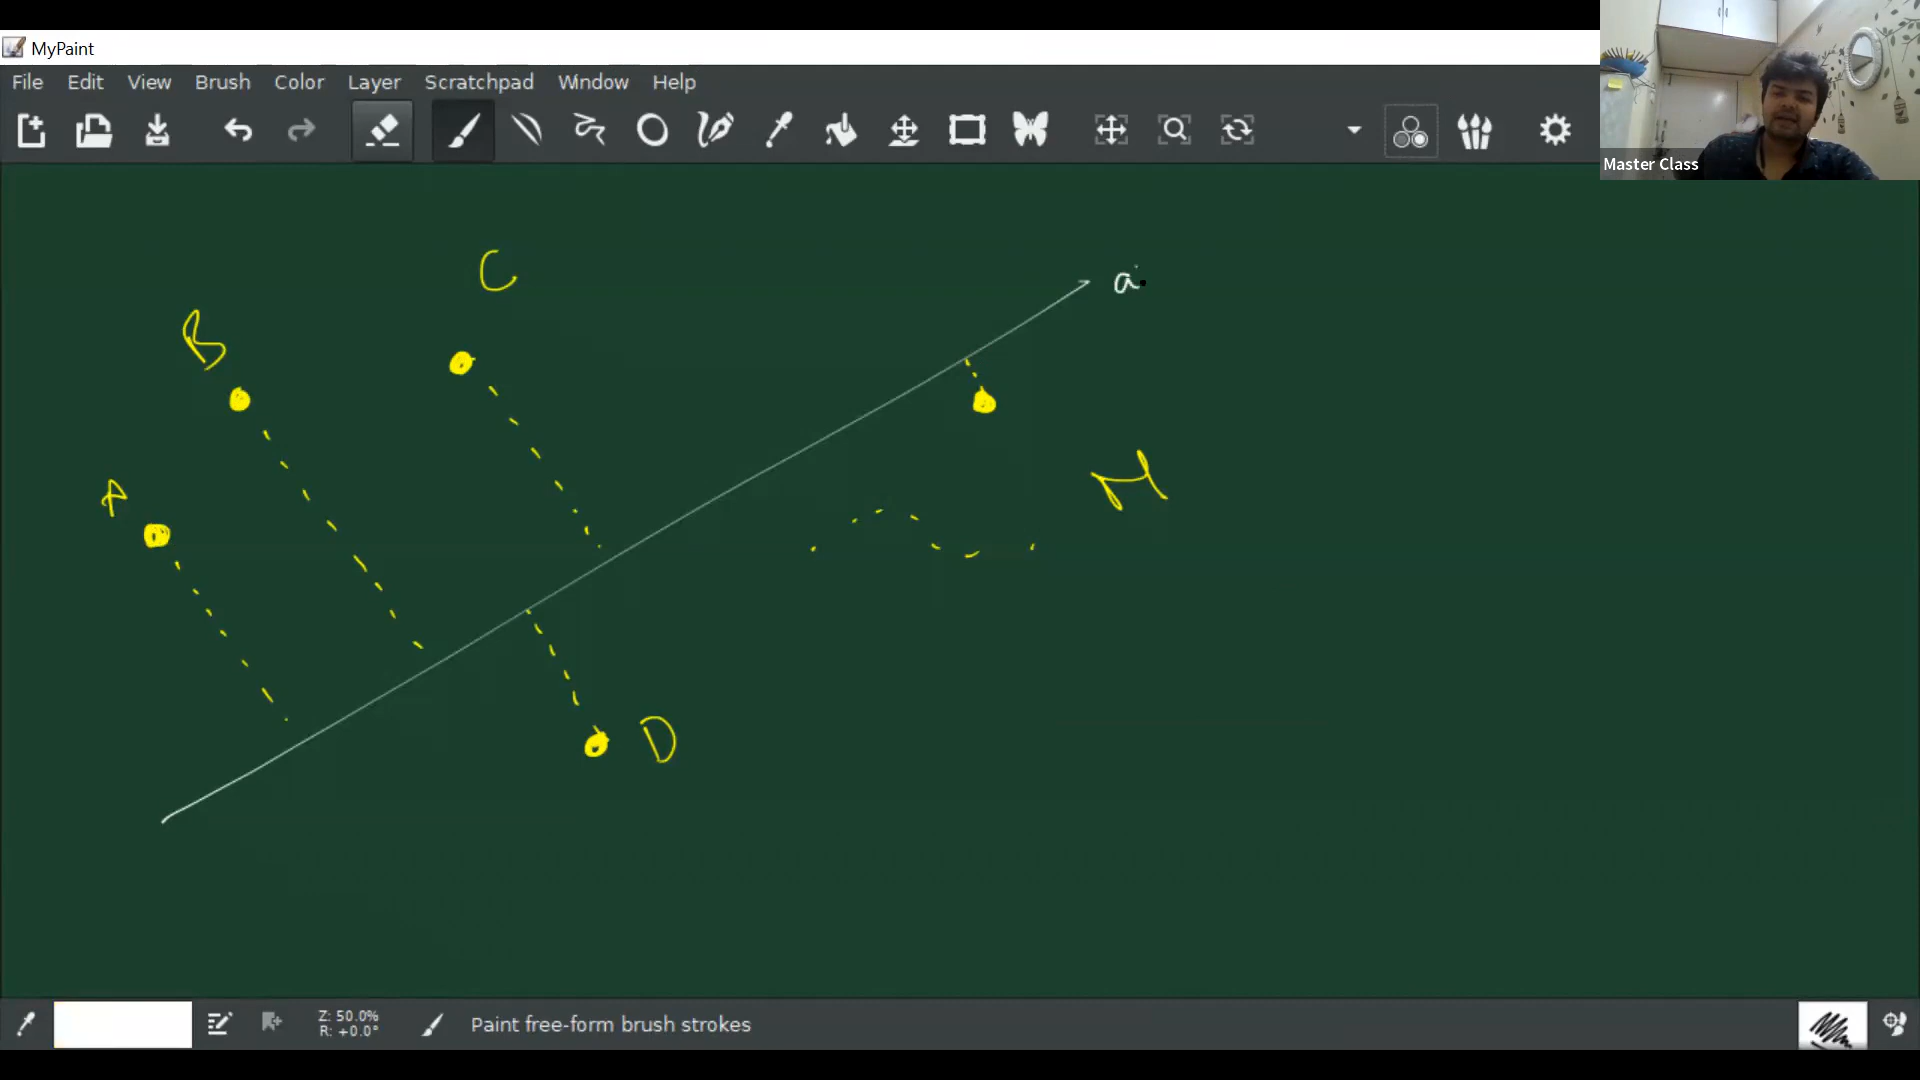 MyPaint
File Edit View Brush Color Layer Scratchpad Window Help
Master Class
C
a
B
M
A
D
Z: 50.0%
R: +0.0°
Paint free-form brush strokes